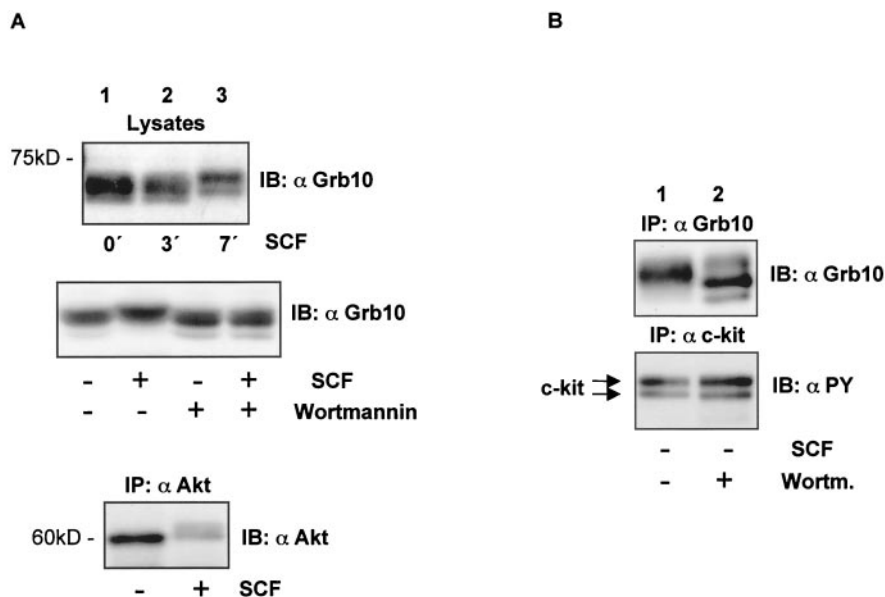 A
1 2 3
Lysates
75kD -
IB: α Grb10
0´ 3´ 7´ SCF
IB: α Grb10
- + - + SCF
- - + + Wortmannin
IP: α Akt
60kD -
IB: α Akt
- + SCF
B
1 2
IP: α Grb10
IB: α Grb10
IP: α c-kit
c-kit
IB: α PY
- - SCF
- + Wortm.